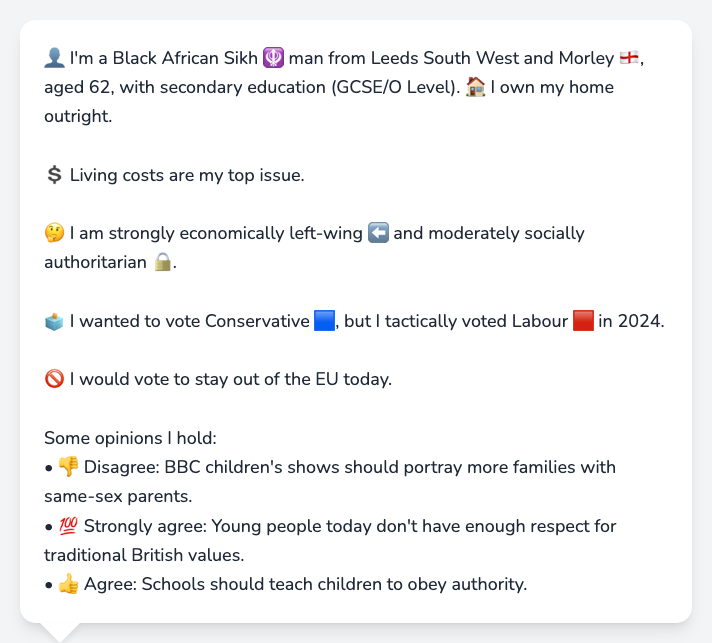 👤 I'm a Black African Sikh 🪯 man from Leeds South West and Morley 🏴󠁧󠁢󠁥󠁮󠁧󠁿,
aged 62, with secondary education (GCSE/O Level). 🏠 I own my home
outright.
💲 Living costs are my top issue.
🤔 I am strongly economically left-wing ⬅️ and moderately socially
authoritarian 🔒.
🗳️ I wanted to vote Conservative 🟦, but I tactically voted Labour 🟥 in 2024.
🚫 I would vote to stay out of the EU today.
Some opinions I hold:
• 👎 Disagree: BBC children's shows should portray more families with
same-sex parents.
• 💯 Strongly agree: Young people today don't have enough respect for
traditional British values.
• 👍 Agree: Schools should teach children to obey authority.